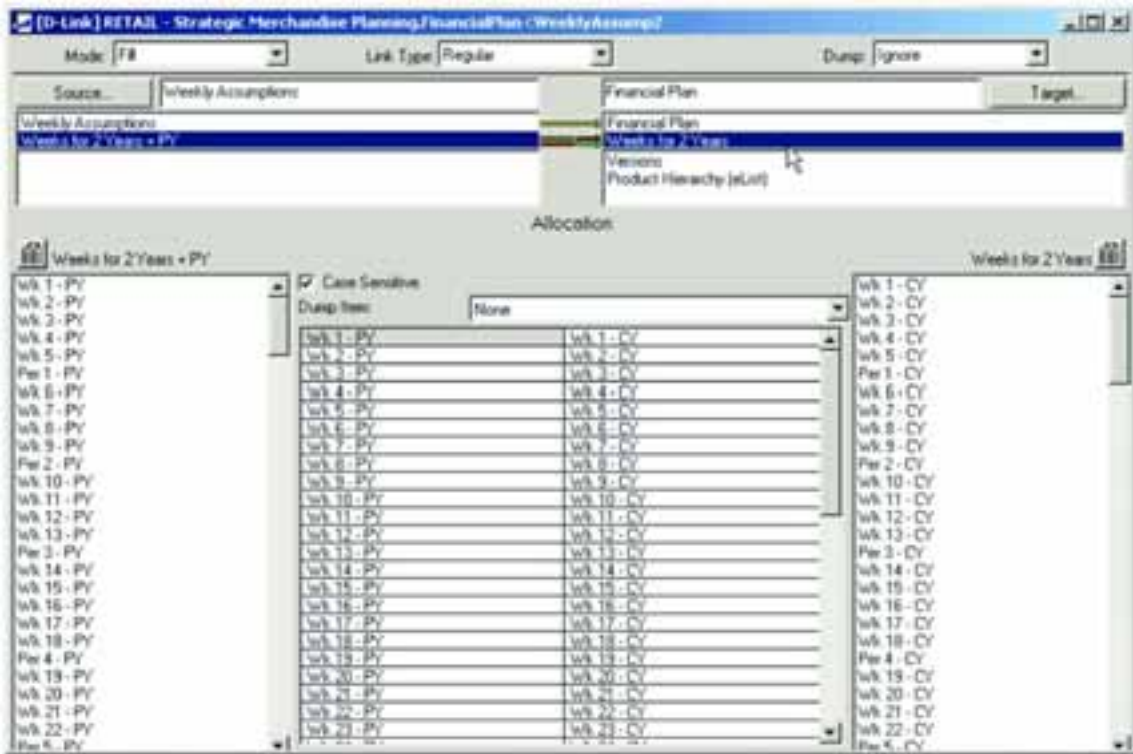 [D-Link] RETAIL - Strategic Merchandise Planning.FinancialPlan <WeeklyAssump2
Mode: Fill Link Type: Regular Dump: Ignore
Source... Weekly Assumptions Financial Plan Target...
Weekly Assumptions Financial Plan
Weeks for 2 Years + PY Weeks for 2 Years
Versions
Product Hierarchy (eList)
Allocation
Weeks for 2 Years + PY Weeks for 2 Years
Case Sensitive
Dump Item: None
Wk 1 - PY
Wk 2 - PY
Wk 3 - PY
Wk 4 - PY
Wk 5 - PY
Per 1 - PY
Wk 6 - PY
Wk 7 - PY
Wk 8 - PY
Wk 9 - PY
Per 2 - PY
Wk 10 - PY
Wk 11 - PY
Wk 12 - PY
Wk 13 - PY
Per 3 - PY
Wk 14 - PY
Wk 15 - PY
Wk 16 - PY
Wk 17 - PY
Wk 18 - PY
Per 4 - PY
Wk 19 - PY
Wk 20 - PY
Wk 21 - PY
Wk 22 - PY
Per 5 - PY
Wk 1 - PY Wk 1 - CY
Wk 2 - PY Wk 2 - CY
Wk 3 - PY Wk 3 - CY
Wk 4 - PY Wk 4 - CY
Wk 5 - PY Wk 5 - CY
Wk 6 - PY Wk 6 - CY
Wk 7 - PY Wk 7 - CY
Wk 8 - PY Wk 8 - CY
Wk 9 - PY Wk 9 - CY
Wk 10 - PY Wk 10 - CY
Wk 11 - PY Wk 11 - CY
Wk 12 - PY Wk 12 - CY
Wk 13 - PY Wk 13 - CY
Wk 14 - PY Wk 14 - CY
Wk 15 - PY Wk 15 - CY
Wk 16 - PY Wk 16 - CY
Wk 17 - PY Wk 17 - CY
Wk 18 - PY Wk 18 - CY
Wk 19 - PY Wk 19 - CY
Wk 20 - PY Wk 20 - CY
Wk 21 - PY Wk 21 - CY
Wk 22 - PY Wk 22 - CY
Wk 23 - PY Wk 23 - CY
Wk 1 - CY
Wk 2 - CY
Wk 3 - CY
Wk 4 - CY
Wk 5 - CY
Per 1 - CY
Wk 6 - CY
Wk 7 - CY
Wk 8 - CY
Wk 9 - CY
Per 2 - CY
Wk 10 - CY
Wk 11 - CY
Wk 12 - CY
Wk 13 - CY
Per 3 - CY
Wk 14 - CY
Wk 15 - CY
Wk 16 - CY
Wk 17 - CY
Wk 18 - CY
Per 4 - CY
Wk 19 - CY
Wk 20 - CY
Wk 21 - CY
Wk 22 - CY
Per 5 - CY